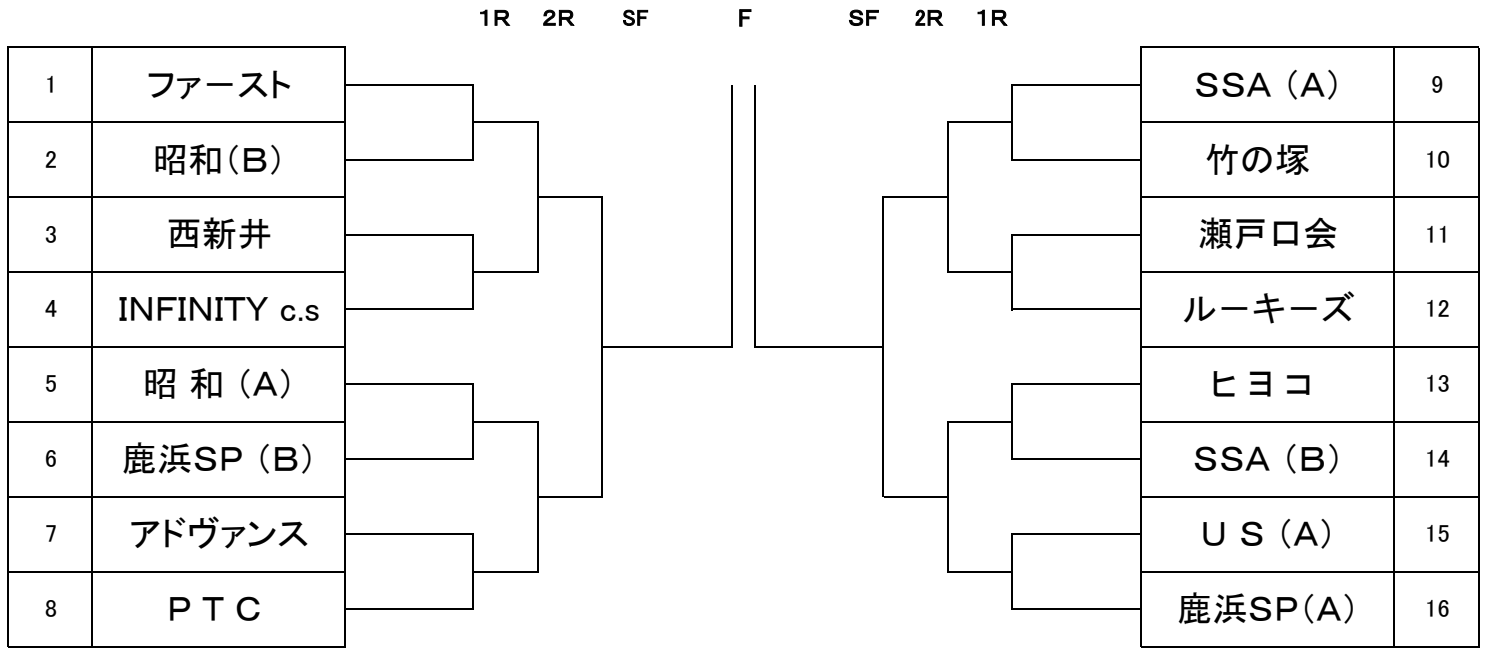 1R 2R SF F SF 2R 1R
1 ファースト SSA (A) 9
2 昭和(B) 竹の塚 10
3 西新井 瀬戸口会 11
4 INFINITY c.s ルーキーズ 12
5 昭 和 (A) ヒヨコ 13
6 鹿浜SP (B) SSA (B) 14
7 アドヴァンス U S (A) 15
8 P T C 鹿浜SP(A) 16